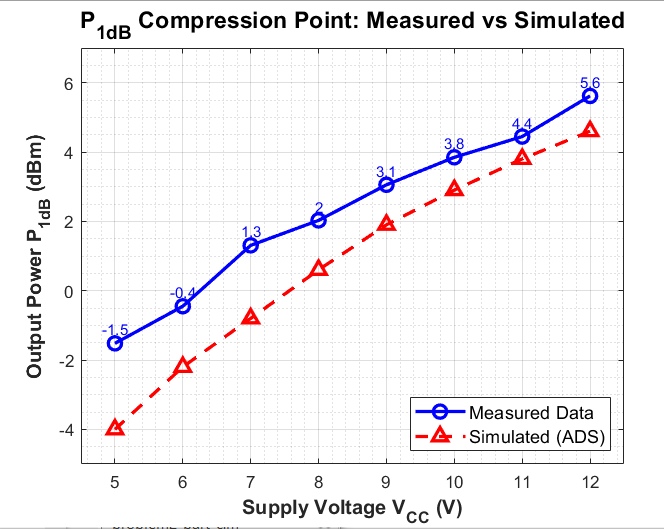 P1dB Compression Point: Measured vs Simulated
Output Power P1dB (dBm)
6
4
2
0
-2
-4
-1.5
-0.4
1.3
2
3.1
3.8
4.4
5.6
Measured Data
Simulated (ADS)
5 6 7 8 9 10 11 12
Supply Voltage VCC (V)